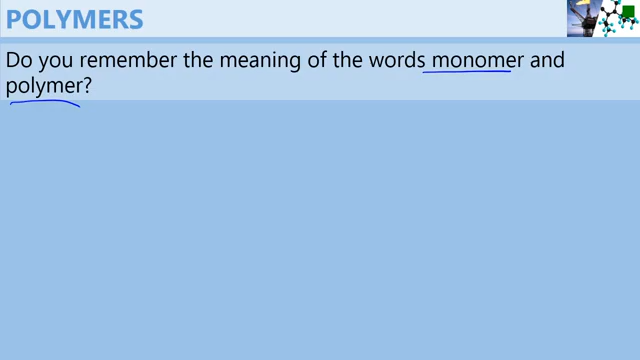 POLYMERS
Do you remember the meaning of the words monomer and
polymer?